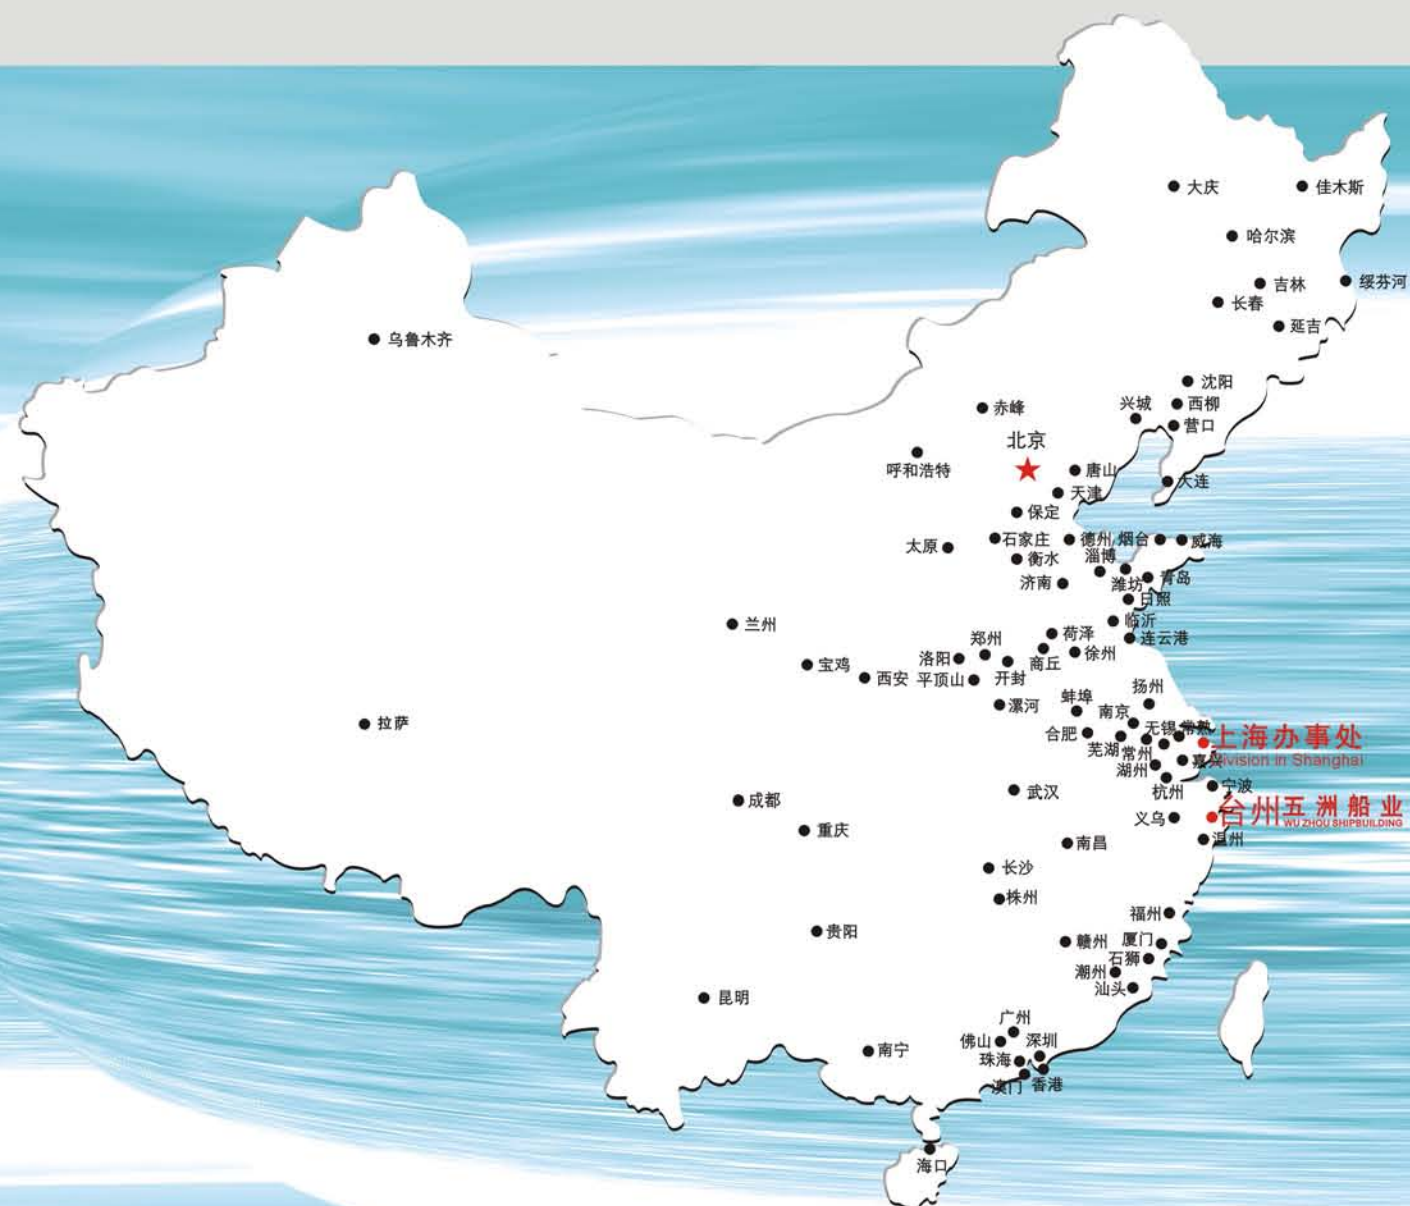 大庆
佳木斯
哈尔滨
吉林
绥芬河
长春
延吉
乌鲁木齐
沈阳
兴城
西柳
赤峰
营口
北京
呼和浩特
唐山
大连
天津
保定
石家庄
德州
烟台
威海
太原
衡水
淄博
济南
潍坊
青岛
日照
兰州
临沂
荷泽
郑州
连云港
洛阳
商丘
徐州
宝鸡
西安
平顶山
开封
扬州
蚌埠
漯河
南京
拉萨
合肥
无锡
常熟
上海办事处
芜湖
常州
嘉兴
Division in Shanghai
湖州
宁波
武汉
杭州
成都
台州五洲船业
WU ZHOU SHIPBUILDING
义乌
重庆
南昌
温州
长沙
株州
福州
贵阳
赣州
厦门
石狮
潮州
汕头
昆明
广州
佛山
深圳
南宁
珠海
澳门
香港
海口